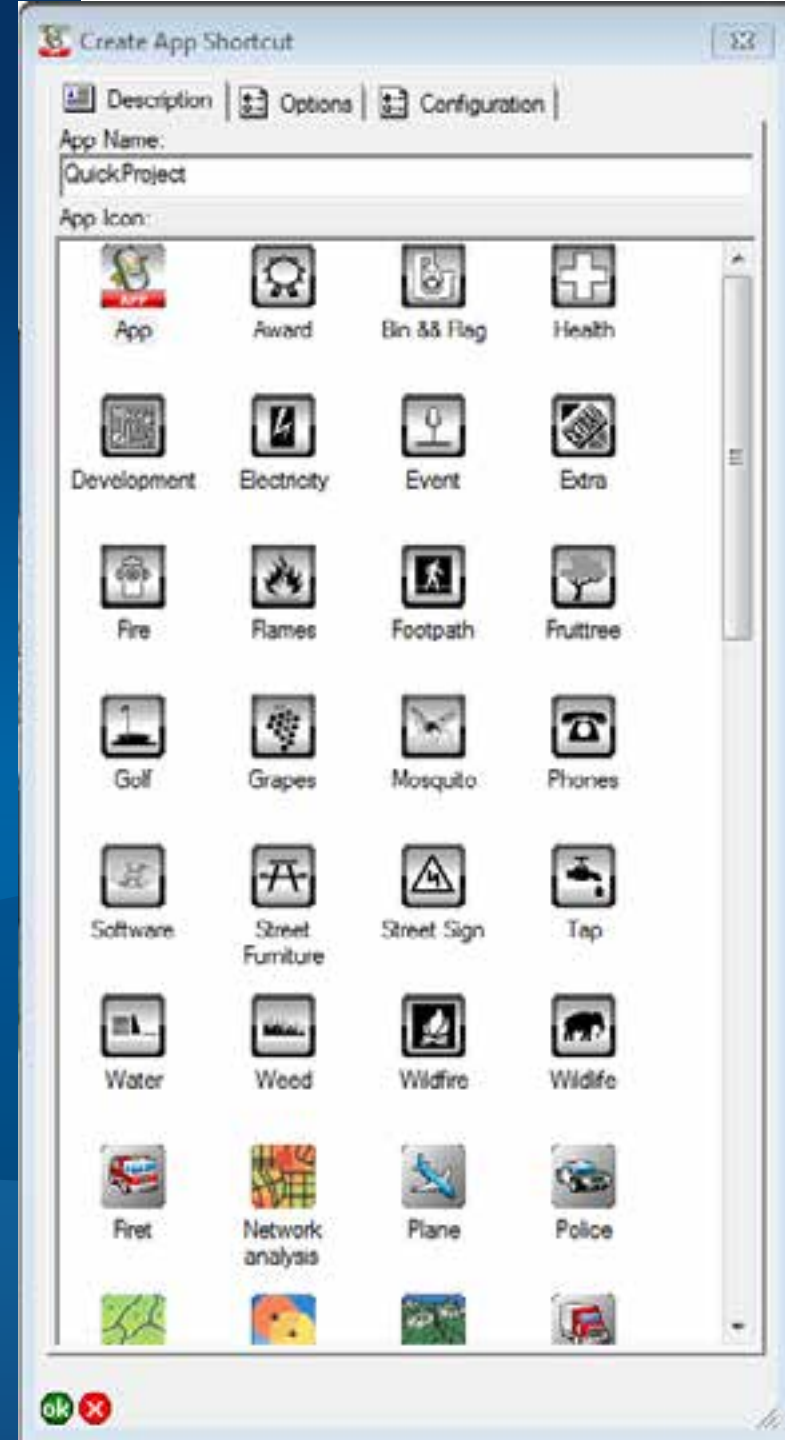 Create App Shortcut
Description Options Configuration
App Name:
QuickProject
App Icon:
APP
App Award Bin && Flag Health
Development Electricity Event Extra
Fire Flames Footpath Fruittree
Golf Grapes Mosquito Phones
Software Street Furniture Street Sign Tap
Water Weed Wildfire Wildlife
Firet Network analysis Plane Police
ok